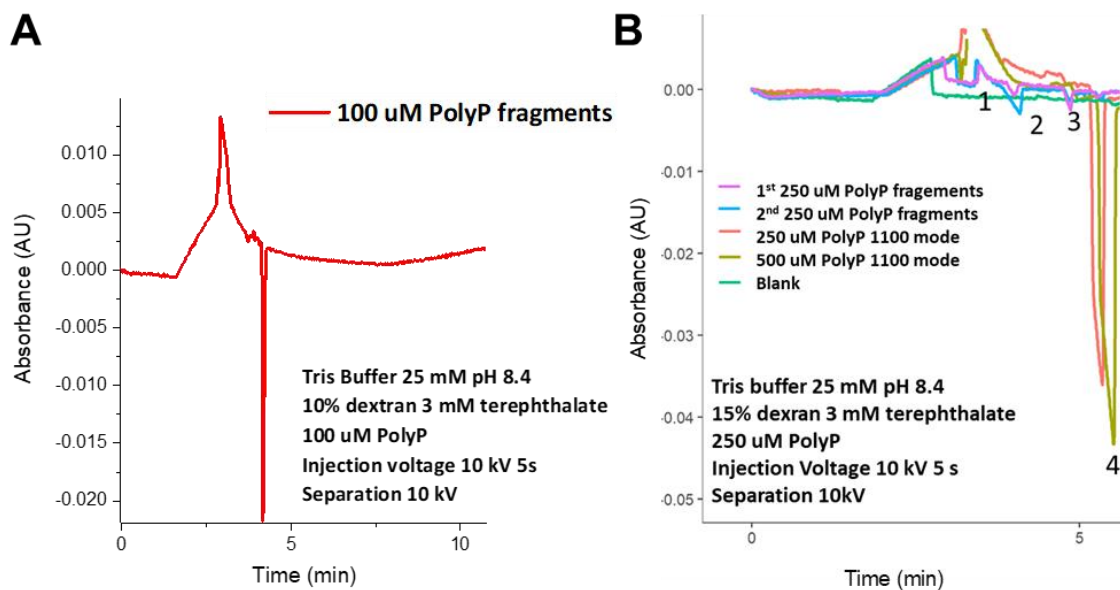 A
100 uM PolyP fragments
0.010
0.005
0.000
-0.005
-0.010
-0.015
-0.020
Absorbance (AU)
Tris Buffer 25 mM pH 8.4
10% dextran 3 mM terephthalate
100 uM PolyP
Injection voltage 10 kV 5s
Separation 10 kV
0
5
10
Time (min)
B
0.00
-0.01
-0.02
-0.03
-0.04
-0.05
Absorbance (AU)
1
2
3
1st 250 uM PolyP fragements
2nd 250 uM PolyP fragments
250 uM PolyP 1100 mode
500 uM PolyP 1100 mode
Blank
Tris buffer 25 mM pH 8.4
15% dexran 3 mM terephthalate
250 uM PolyP
Injection Voltage 10 kV 5 s
Separation 10kV
4
0
5
Time (min)